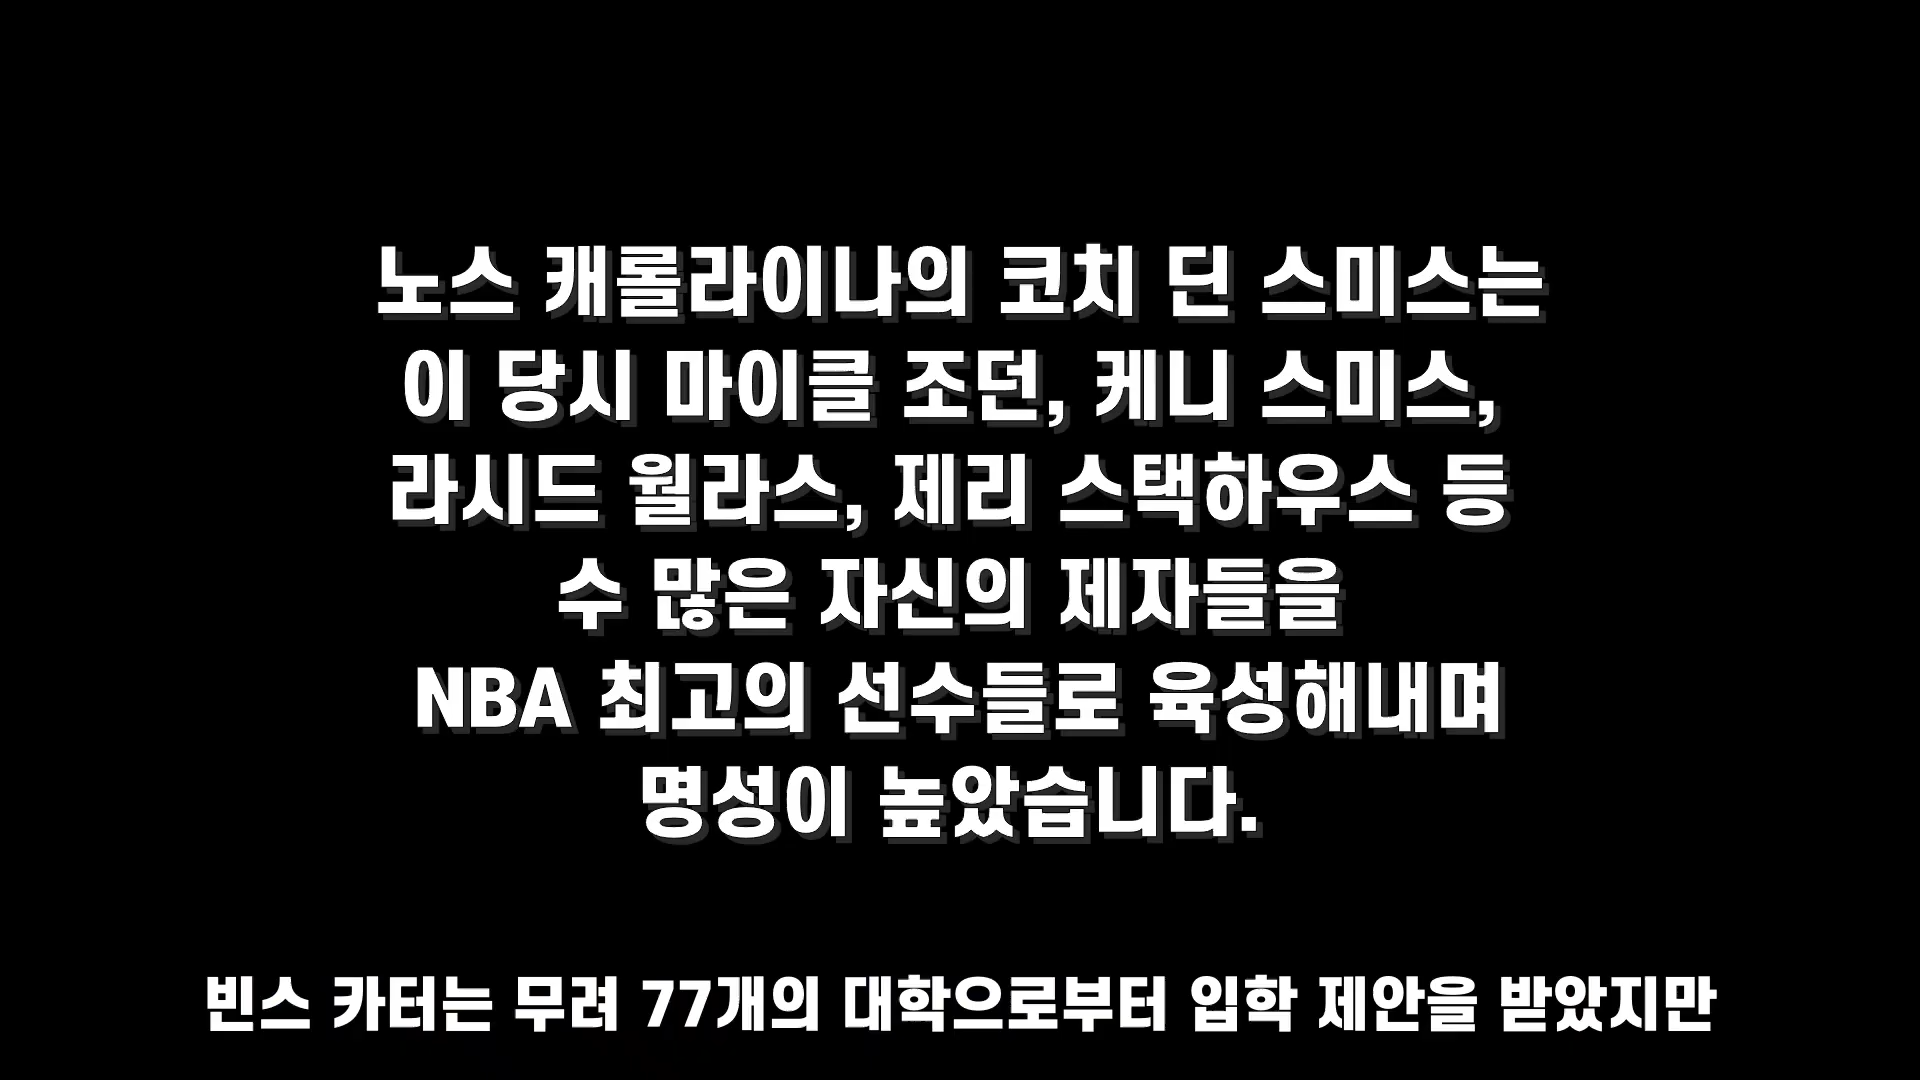 노스 캐롤라이나의 코치 딘 스미스는
이 당시 마이클 조던, 케니 스미스,
라시드 월라스, 제리 스택하우스 등
수 많은 자신의 제자들을
NBA 최고의 선수들로 육성해내며
명성이 높았습니다.
빈스 카터는 무려 77개의 대학으로부터 입학 제안을 받았지만